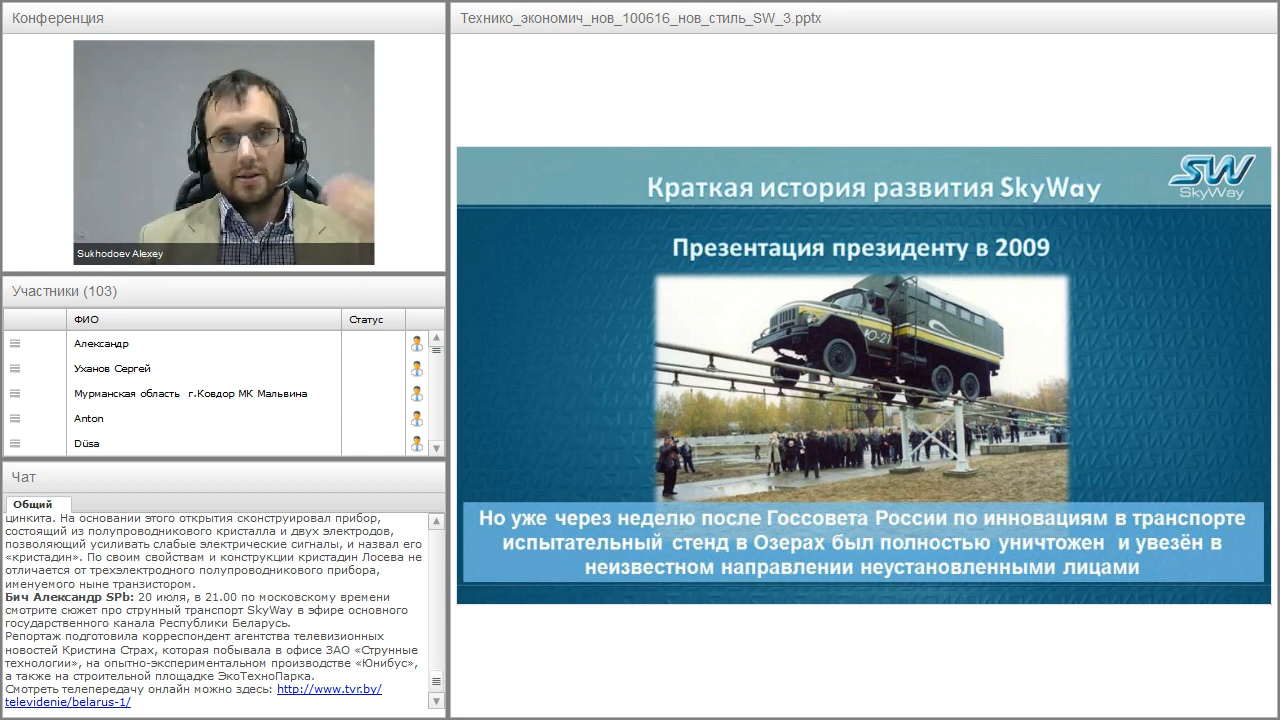 Конференция
Sukhodoev Alexey
Участники (103)
ФИО Статус
Александр
Уханов Сергей
Мурманская область г.Ковдор МК Мальвина
Anton
Düsa
Чат
Общий
цинкита. На основании этого открытия сконструировал прибор,
состоящий из полупроводникового кристалла и двух электродов,
позволяющий усиливать слабые электрические сигналы, и назвал его
«кристадин». По своим свойствам и конструкции кристадин Лосева не
отличается от трехэлектродного полупроводникового прибора,
именуемого ныне транзистором.
Бич Александр SPb: 20 июля, в 21.00 по московскому времени
смотрите сюжет про струнный транспорт SkyWay в эфире основного
государственного канала Республики Беларусь.
Репортаж подготовила корреспондент агентства телевизионных
новостей Кристина Страх, которая побывала в офисе ЗАО «Струнные
технологии», на опытно-экспериментальном производстве «Юнибус»,
а также на строительной площадке ЭкоТехноПарка.
Смотреть телепередачу онлайн можно здесь: http://www.tvr.by/
televidenie/belarus-1/
Технико_экономич_нов_100616_нов_стиль_SW_3.pptx
Краткая история развития SkyWay
SW
SkyWay
Презентация президенту в 2009
Ю-21
Но уже через неделю после Госсовета России по инновациям в транспорте
испытательный стенд в Озерах был полностью уничтожен и увезён в
неизвестном направлении неустановленными лицами